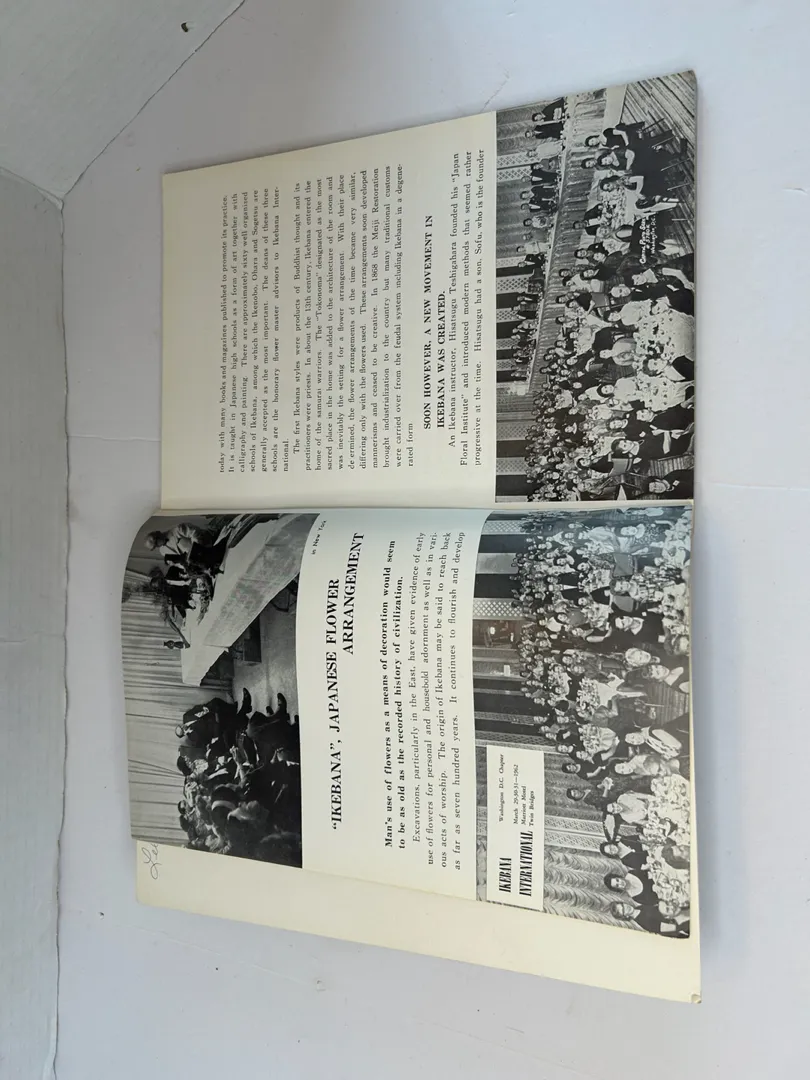 in New York
"IKEBANA", JAPANESE FLOWER
ARRANGEMENT
Man's use of flowers as a means of decoration would seem
to be as old as the recorded history of civilization.
Excavations, particularly in the East, have given evidence of early
use of flowers for personal and household adornment as well as in vari-
ous acts of worship. The origin of Ikebana may be said to reach back
as far as seven hundred years. It continues to flourish and develop
IKEBANA
INTERNATIONAL
Washington D.C. Chapter
March 29-30-31—1962
Marriott Motel
Twin Bridges
today with many books and magazines published to promote its practice.
It is taught in Japanese high schools as a form of art together with
calligraphy and painting. There are approximately sixty well organised
schools of Ikebana, among which the Ikenobo, Ohara and Sogetsu are
generally accepted as the most important. The deans of these three
schools are the honorary flower master advisors to Ikebana Inter-
national.
The first Ikebana styles were products of Buddhist thought and its
practitioners were priests. In about the 13th century, Ikebana entered the
home of the samurai warriors. The "Tokonoma" designated as the most
sacred place in the home was added to the architecture of the room and
was inevitably the setting for a flower arrangement. With their place
determined, the flower arrangements of the time became very similar,
differing only with the flowers used. These arrangements soon developed
mannerisms and ceased to be creative. In 1868 the Meiji Restoration
brought industrialization to the country but many traditional customs
were carried over from the feudal system including Ikebana in a degene-
rated form
SOON HOWEVER, A NEW MOVEMENT IN
IKEBANA WAS CREATED.
An Ikebana instructor, Hisatsugu Teshigahara founded his "Japan
Floral Institute" and introduced modern methods that seemed rather
progressive at the time. Hisatsugu had a son, Sofu, who is the founder